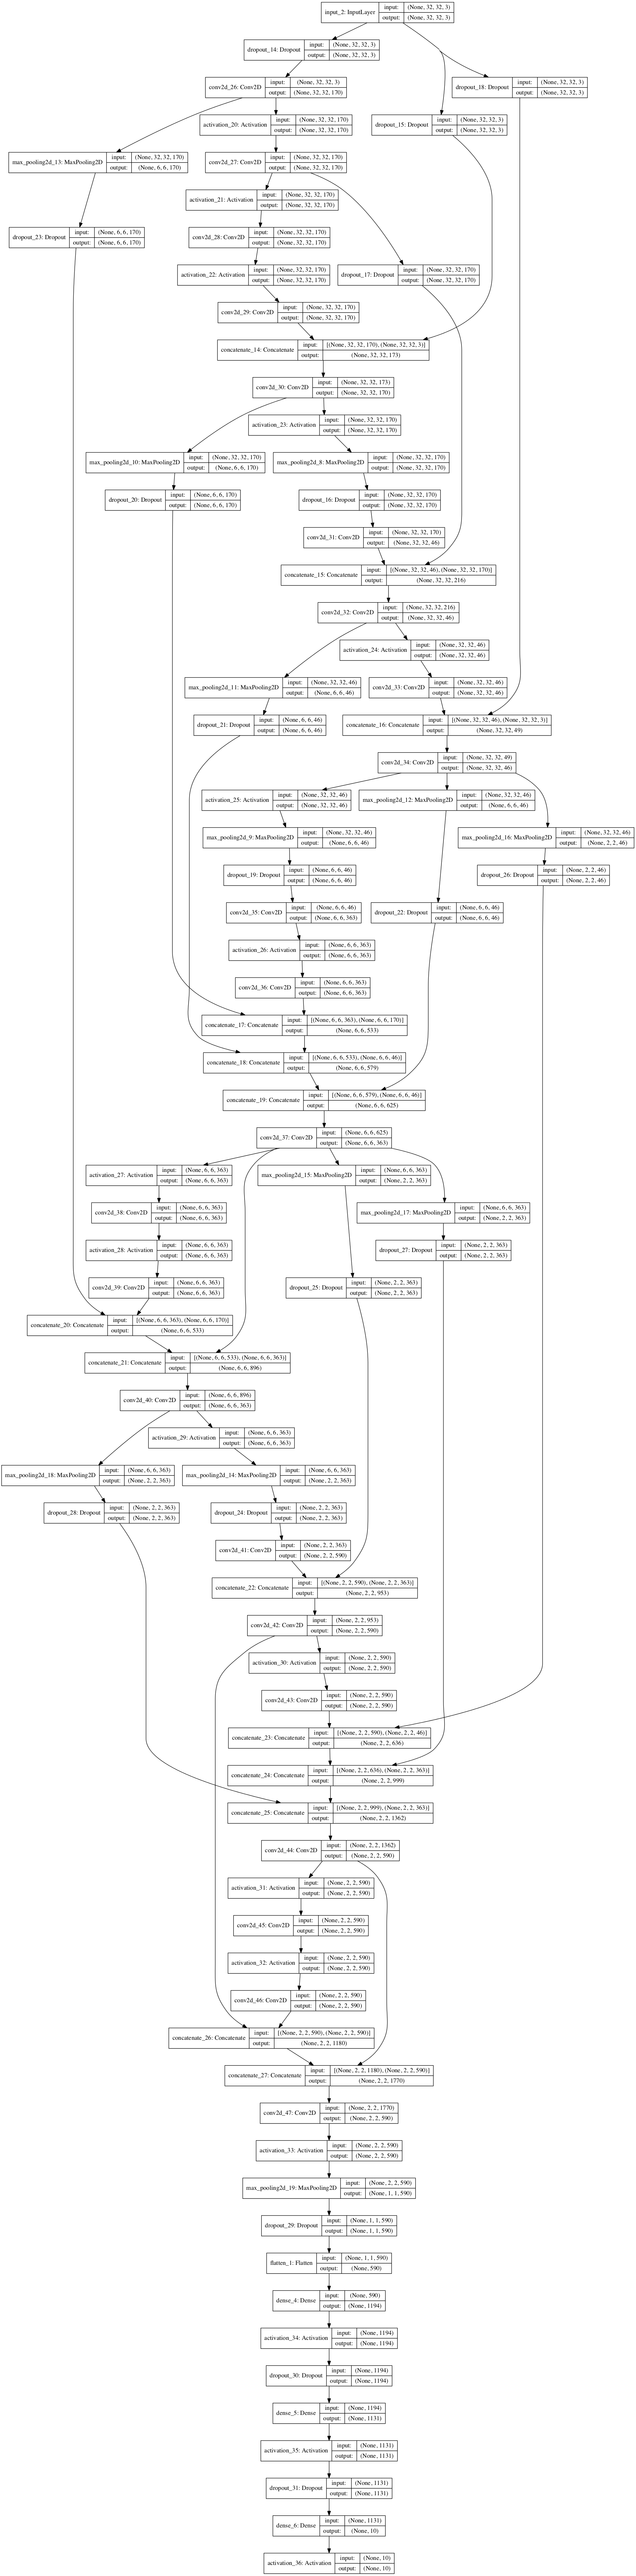 input_2: InputLayer
input: (None, 32, 32, 3)
output: (None, 32, 32, 3)
dropout_14: Dropout
input: (None, 32, 32, 3)
output: (None, 32, 32, 3)
conv2d_26: Conv2D
input: (None, 32, 32, 3)
output: (None, 32, 32, 170)
dropout_18: Dropout
input: (None, 32, 32, 3)
output: (None, 32, 32, 3)
activation_20: Activation
input: (None, 32, 32, 170)
output: (None, 32, 32, 170)
dropout_15: Dropout
input: (None, 32, 32, 3)
output: (None, 32, 32, 3)
max_pooling2d_13: MaxPooling2D
input: (None, 32, 32, 170)
output: (None, 6, 6, 170)
conv2d_27: Conv2D
input: (None, 32, 32, 170)
output: (None, 32, 32, 170)
activation_21: Activation
input: (None, 32, 32, 170)
output: (None, 32, 32, 170)
dropout_23: Dropout
input: (None, 6, 6, 170)
output: (None, 6, 6, 170)
conv2d_28: Conv2D
input: (None, 32, 32, 170)
output: (None, 32, 32, 170)
activation_22: Activation
input: (None, 32, 32, 170)
output: (None, 32, 32, 170)
dropout_17: Dropout
input: (None, 32, 32, 170)
output: (None, 32, 32, 170)
conv2d_29: Conv2D
input: (None, 32, 32, 170)
output: (None, 32, 32, 170)
concatenate_14: Concatenate
input: [(None, 32, 32, 170), (None, 32, 32, 3)]
output: (None, 32, 32, 173)
conv2d_30: Conv2D
input: (None, 32, 32, 173)
output: (None, 32, 32, 170)
activation_23: Activation
input: (None, 32, 32, 170)
output: (None, 32, 32, 170)
max_pooling2d_10: MaxPooling2D
input: (None, 32, 32, 170)
output: (None, 6, 6, 170)
max_pooling2d_8: MaxPooling2D
input: (None, 32, 32, 170)
output: (None, 32, 32, 170)
dropout_20: Dropout
input: (None, 6, 6, 170)
output: (None, 6, 6, 170)
dropout_16: Dropout
input: (None, 32, 32, 170)
output: (None, 32, 32, 170)
conv2d_31: Conv2D
input: (None, 32, 32, 170)
output: (None, 32, 32, 46)
concatenate_15: Concatenate
input: [(None, 32, 32, 46), (None, 32, 32, 170)]
output: (None, 32, 32, 216)
conv2d_32: Conv2D
input: (None, 32, 32, 216)
output: (None, 32, 32, 46)
activation_24: Activation
input: (None, 32, 32, 46)
output: (None, 32, 32, 46)
max_pooling2d_11: MaxPooling2D
input: (None, 32, 32, 46)
output: (None, 6, 6, 46)
conv2d_33: Conv2D
input: (None, 32, 32, 46)
output: (None, 32, 32, 46)
dropout_21: Dropout
input: (None, 6, 6, 46)
output: (None, 6, 6, 46)
concatenate_16: Concatenate
input: [(None, 32, 32, 46), (None, 32, 32, 3)]
output: (None, 32, 32, 49)
conv2d_34: Conv2D
input: (None, 32, 32, 49)
output: (None, 32, 32, 46)
activation_25: Activation
input: (None, 32, 32, 46)
output: (None, 32, 32, 46)
max_pooling2d_12: MaxPooling2D
input: (None, 32, 32, 46)
output: (None, 6, 6, 46)
max_pooling2d_9: MaxPooling2D
input: (None, 32, 32, 46)
output: (None, 6, 6, 46)
max_pooling2d_16: MaxPooling2D
input: (None, 32, 32, 46)
output: (None, 2, 2, 46)
dropout_19: Dropout
input: (None, 6, 6, 46)
output: (None, 6, 6, 46)
dropout_26: Dropout
input: (None, 2, 2, 46)
output: (None, 2, 2, 46)
conv2d_35: Conv2D
input: (None, 6, 6, 46)
output: (None, 6, 6, 363)
dropout_22: Dropout
input: (None, 6, 6, 46)
output: (None, 6, 6, 46)
activation_26: Activation
input: (None, 6, 6, 363)
output: (None, 6, 6, 363)
conv2d_36: Conv2D
input: (None, 6, 6, 363)
output: (None, 6, 6, 363)
concatenate_17: Concatenate
input: [(None, 6, 6, 363), (None, 6, 6, 170)]
output: (None, 6, 6, 533)
concatenate_18: Concatenate
input: [(None, 6, 6, 533), (None, 6, 6, 46)]
output: (None, 6, 6, 579)
concatenate_19: Concatenate
input: [(None, 6, 6, 579), (None, 6, 6, 46)]
output: (None, 6, 6, 625)
conv2d_37: Conv2D
input: (None, 6, 6, 625)
output: (None, 6, 6, 363)
activation_27: Activation
input: (None, 6, 6, 363)
output: (None, 6, 6, 363)
max_pooling2d_15: MaxPooling2D
input: (None, 6, 6, 363)
output: (None, 2, 2, 363)
conv2d_38: Conv2D
input: (None, 6, 6, 363)
output: (None, 6, 6, 363)
max_pooling2d_17: MaxPooling2D
input: (None, 6, 6, 363)
output: (None, 2, 2, 363)
activation_28: Activation
input: (None, 6, 6, 363)
output: (None, 6, 6, 363)
dropout_27: Dropout
input: (None, 2, 2, 363)
output: (None, 2, 2, 363)
conv2d_39: Conv2D
input: (None, 6, 6, 363)
output: (None, 6, 6, 363)
dropout_25: Dropout
input: (None, 2, 2, 363)
output: (None, 2, 2, 363)
concatenate_20: Concatenate
input: [(None, 6, 6, 363), (None, 6, 6, 170)]
output: (None, 6, 6, 533)
concatenate_21: Concatenate
input: [(None, 6, 6, 533), (None, 6, 6, 363)]
output: (None, 6, 6, 896)
conv2d_40: Conv2D
input: (None, 6, 6, 896)
output: (None, 6, 6, 363)
activation_29: Activation
input: (None, 6, 6, 363)
output: (None, 6, 6, 363)
max_pooling2d_18: MaxPooling2D
input: (None, 6, 6, 363)
output: (None, 2, 2, 363)
max_pooling2d_14: MaxPooling2D
input: (None, 6, 6, 363)
output: (None, 2, 2, 363)
dropout_28: Dropout
input: (None, 2, 2, 363)
output: (None, 2, 2, 363)
dropout_24: Dropout
input: (None, 2, 2, 363)
output: (None, 2, 2, 363)
conv2d_41: Conv2D
input: (None, 2, 2, 363)
output: (None, 2, 2, 590)
concatenate_22: Concatenate
input: [(None, 2, 2, 590), (None, 2, 2, 363)]
output: (None, 2, 2, 953)
conv2d_42: Conv2D
input: (None, 2, 2, 953)
output: (None, 2, 2, 590)
activation_30: Activation
input: (None, 2, 2, 590)
output: (None, 2, 2, 590)
conv2d_43: Conv2D
input: (None, 2, 2, 590)
output: (None, 2, 2, 590)
concatenate_23: Concatenate
input: [(None, 2, 2, 590), (None, 2, 2, 46)]
output: (None, 2, 2, 636)
concatenate_24: Concatenate
input: [(None, 2, 2, 636), (None, 2, 2, 363)]
output: (None, 2, 2, 999)
concatenate_25: Concatenate
input: [(None, 2, 2, 999), (None, 2, 2, 363)]
output: (None, 2, 2, 1362)
conv2d_44: Conv2D
input: (None, 2, 2, 1362)
output: (None, 2, 2, 590)
activation_31: Activation
input: (None, 2, 2, 590)
output: (None, 2, 2, 590)
conv2d_45: Conv2D
input: (None, 2, 2, 590)
output: (None, 2, 2, 590)
activation_32: Activation
input: (None, 2, 2, 590)
output: (None, 2, 2, 590)
conv2d_46: Conv2D
input: (None, 2, 2, 590)
output: (None, 2, 2, 590)
concatenate_26: Concatenate
input: [(None, 2, 2, 590), (None, 2, 2, 590)]
output: (None, 2, 2, 1180)
concatenate_27: Concatenate
input: [(None, 2, 2, 1180), (None, 2, 2, 590)]
output: (None, 2, 2, 1770)
conv2d_47: Conv2D
input: (None, 2, 2, 1770)
output: (None, 2, 2, 590)
activation_33: Activation
input: (None, 2, 2, 590)
output: (None, 2, 2, 590)
max_pooling2d_19: MaxPooling2D
input: (None, 2, 2, 590)
output: (None, 1, 1, 590)
dropout_29: Dropout
input: (None, 1, 1, 590)
output: (None, 1, 1, 590)
flatten_1: Flatten
input: (None, 1, 1, 590)
output: (None, 590)
dense_4: Dense
input: (None, 590)
output: (None, 1194)
activation_34: Activation
input: (None, 1194)
output: (None, 1194)
dropout_30: Dropout
input: (None, 1194)
output: (None, 1194)
dense_5: Dense
input: (None, 1194)
output: (None, 1131)
activation_35: Activation
input: (None, 1131)
output: (None, 1131)
dropout_31: Dropout
input: (None, 1131)
output: (None, 1131)
dense_6: Dense
input: (None, 1131)
output: (None, 10)
activation_36: Activation
input: (None, 10)
output: (None, 10)